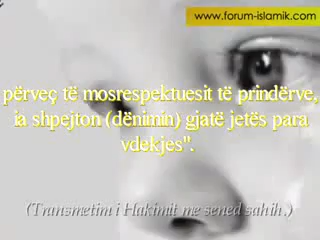 www.forum-islamik.com
përveç të mosrespektuesit të prindërve,
ia shpejton (dënimin) gjatë jetës para
vdekjes".
(Transmetim i Hakimit me sened sahih.)